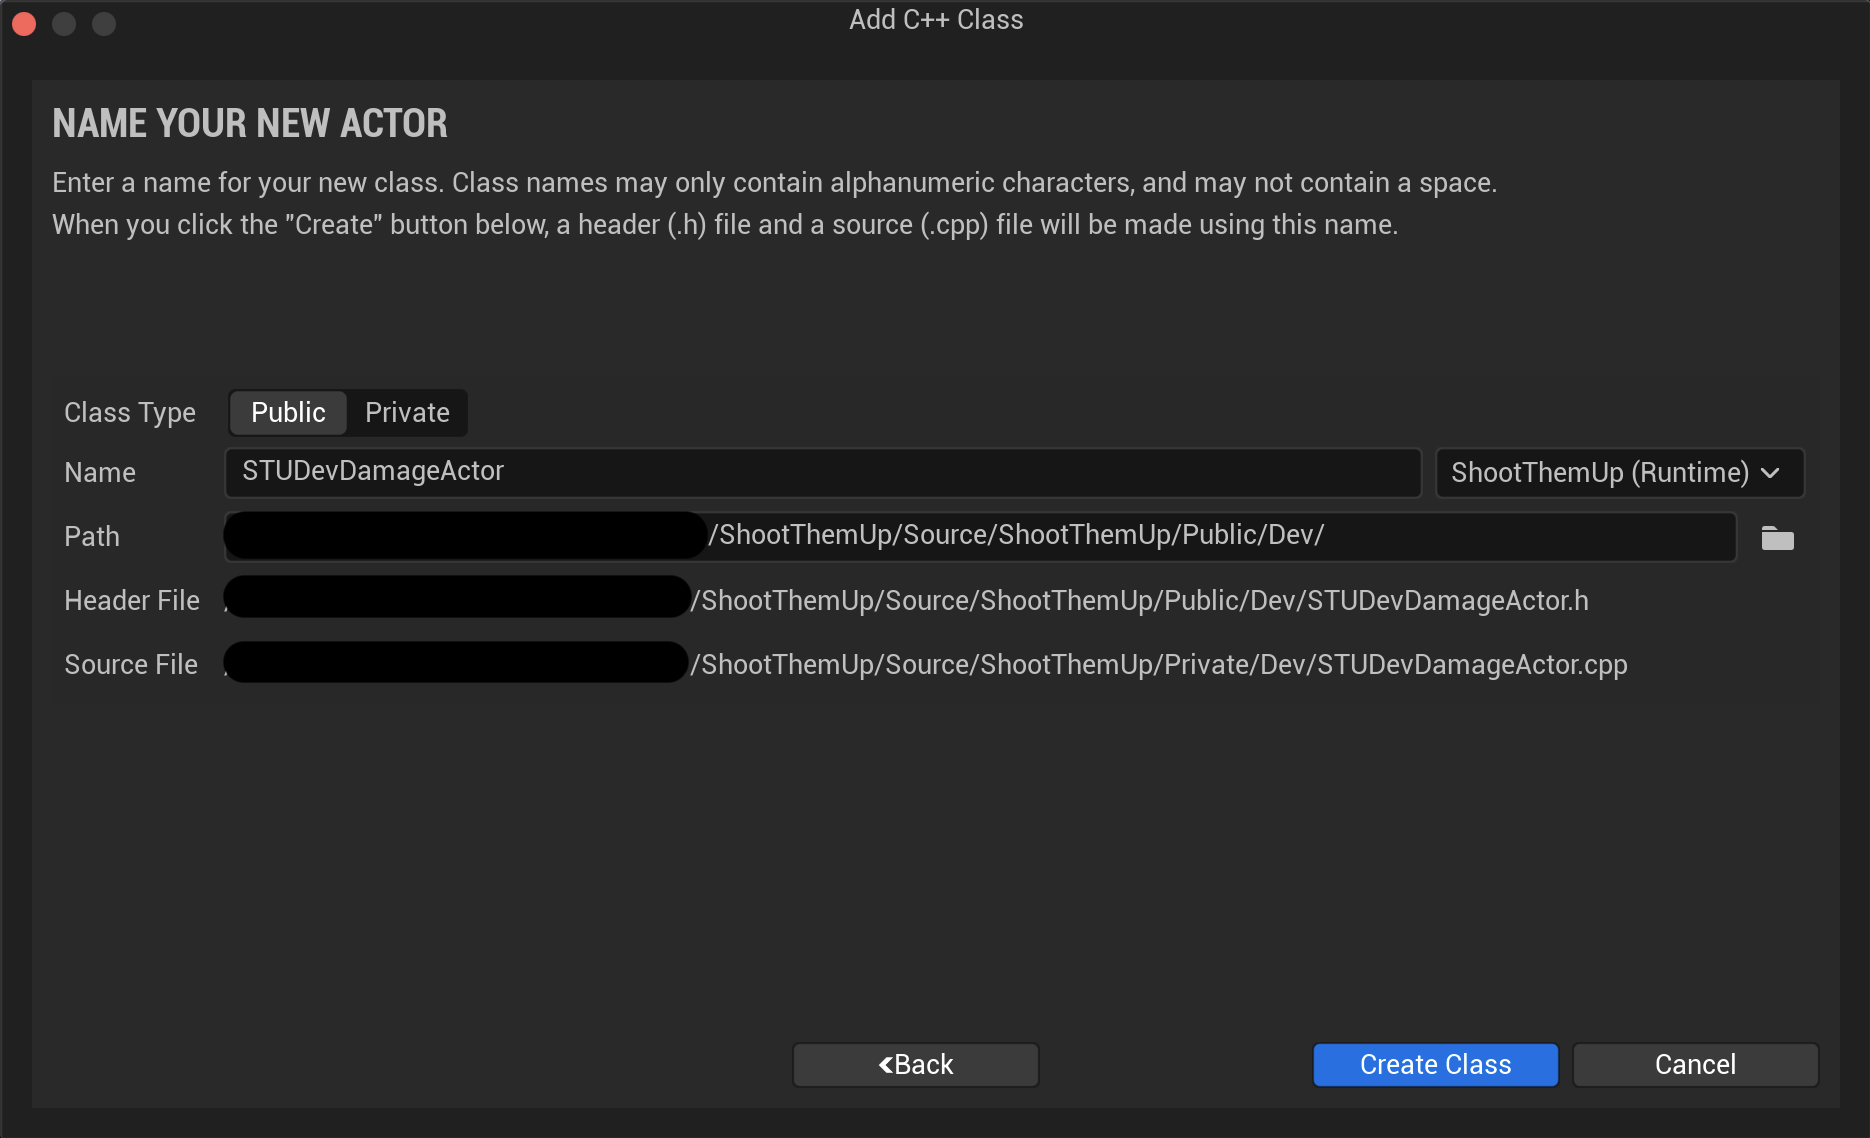 Add C++ Class
NAME YOUR NEW ACTOR
Enter a name for your new class. Class names may only contain alphanumeric characters, and may not contain a space.
When you click the "Create" button below, a header (.h) file and a source (.cpp) file will be made using this name.
Class Type Public Private
Name STUDevDamageActor ShootThemUp (Runtime)
Path /ShootThemUp/Source/ShootThemUp/Public/Dev/
Header File /ShootThemUp/Source/ShootThemUp/Public/Dev/STUDevDamageActor.h
Source File /ShootThemUp/Source/ShootThemUp/Private/Dev/STUDevDamageActor.cpp
Back Create Class Cancel